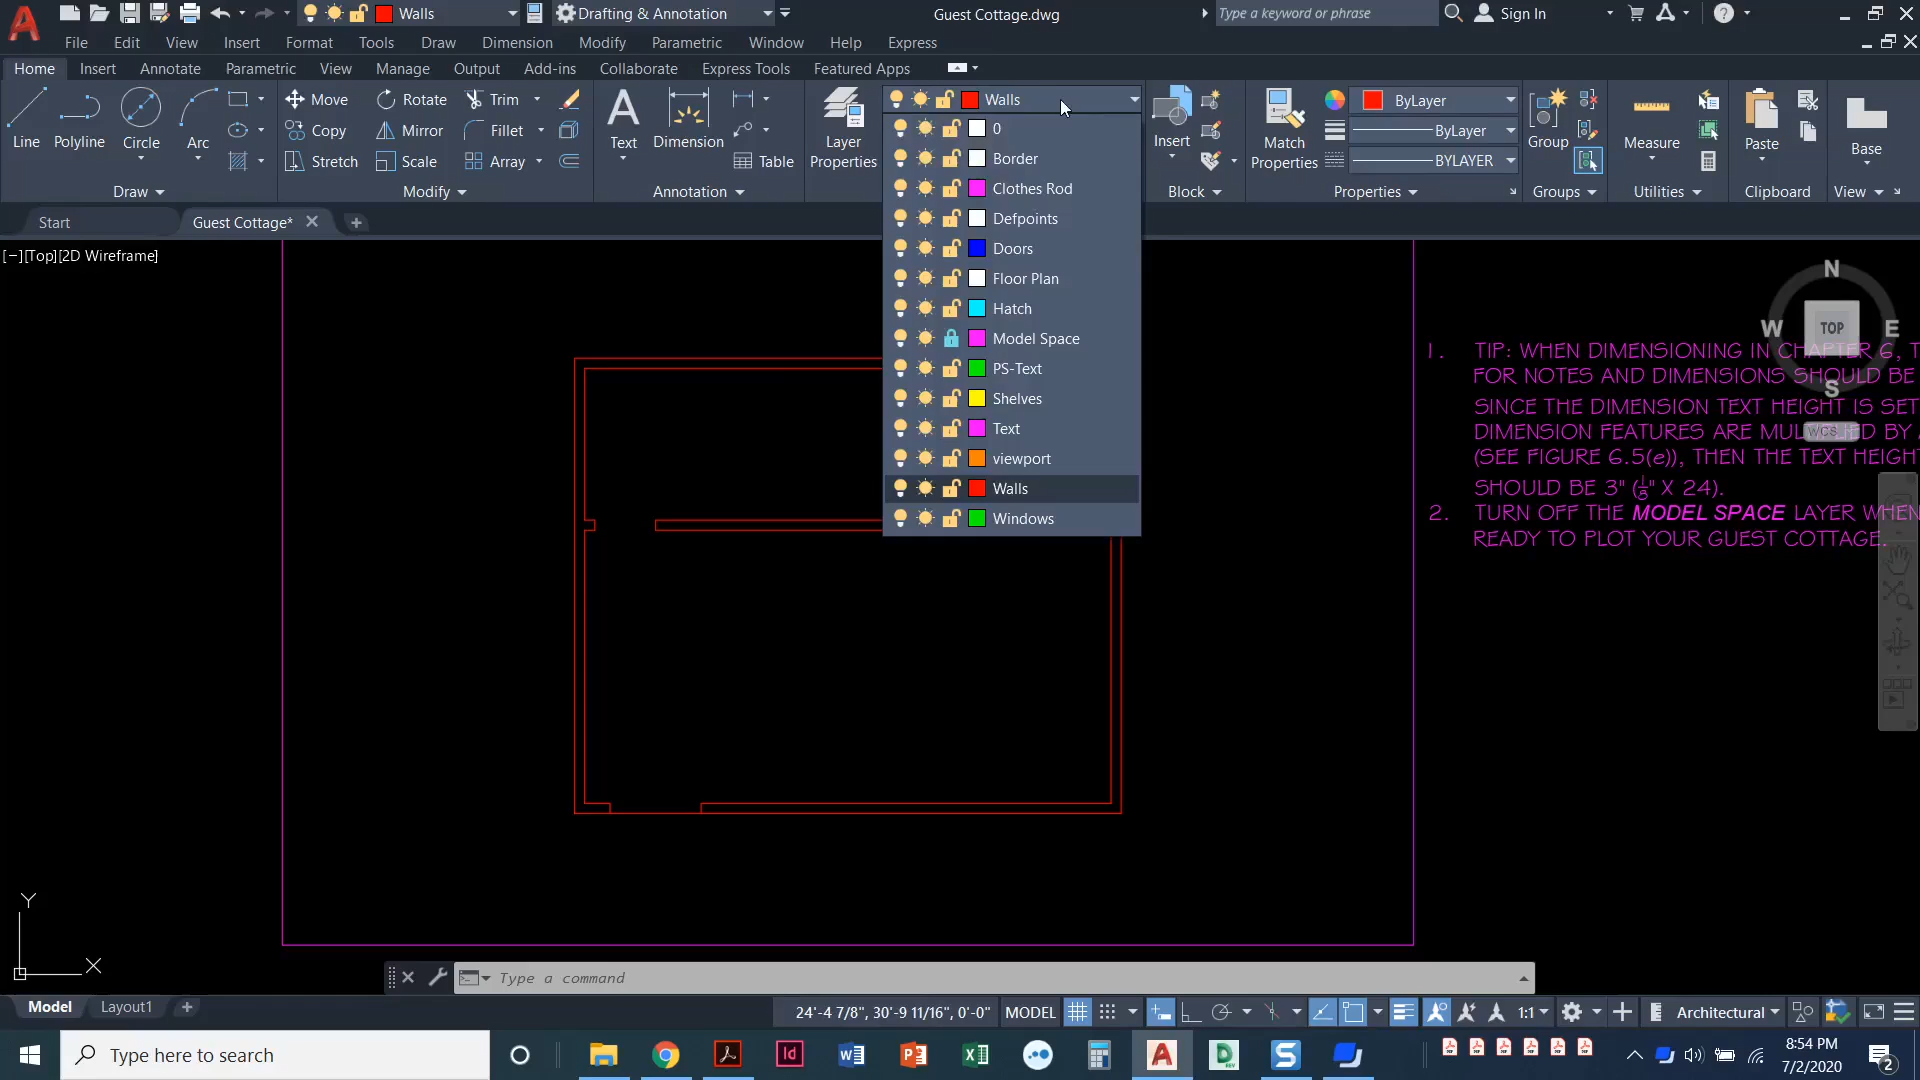 Walls
Drafting & Annotation
Guest Cottage.dwg
Type a keyword or phrase
Sign In
File Edit View Insert Format Tools Draw Dimension Modify Parametric Window Help Express
Home Insert Annotate Parametric View Manage Output Add-ins Collaborate Express Tools Featured Apps
Line Polyline Circle Arc
Move Rotate Trim
Copy Mirror Fillet
Stretch Scale Array
Text Dimension
Table
Layer
Properties
Walls
Insert
Match
Properties
ByLayer
ByLayer
BYLAYER
Group
Measure
Paste
Base
Draw Modify Annotation Block Properties Groups Utilities Clipboard View
0
Border
Clothes Rod
Defpoints
Doors
Floor Plan
Hatch
Model Space
PS-Text
Shelves
Text
viewport
Walls
Windows
Start Guest Cottage*
[−][Top][2D Wireframe]
N
W TOP E
S
WCS
1. TIP: WHEN DIMENSIONING IN CHAPTER 6, T
FOR NOTES AND DIMENSIONS SHOULD BE
SINCE THE DIMENSION TEXT HEIGHT IS SET
DIMENSION FEATURES ARE MULTIPLIED BY
(SEE FIGURE 6.5(e)), THEN THE TEXT HEIGHT
SHOULD BE 3" (⅛" X 24).
2. TURN OFF THE MODEL SPACE LAYER WHEN
READY TO PLOT YOUR GUEST COTTAGE.
Y
X
Type a command
Model Layout1
24'-4 7/8", 30'-9 11/16", 0'-0" MODEL 1:1 Architectural
Type here to search
8:54 PM
7/2/2020
2